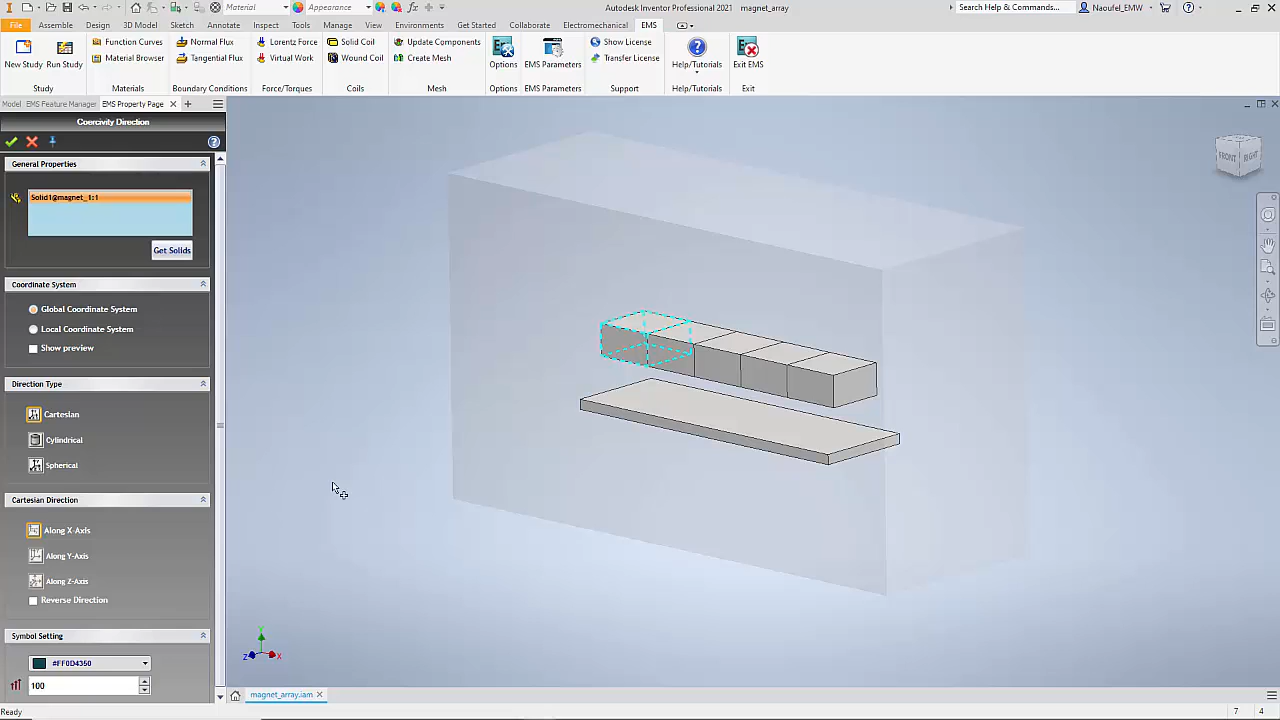 Material
Appearance
Autodesk Inventor Professional 2021 magnet_array
Search Help & Commands...
Naoufel_EMW
File Assemble Design 3D Model Sketch Annotate Inspect Tools Manage View Environments Get Started Collaborate Electromechanical EMS
New Study
Run Study
Function Curves
Material Browser
Normal Flux
Tangential Flux
Lorentz Force
Virtual Work
Solid Coil
Wound Coil
Update Components
Create Mesh
Options
EMS Parameters
Show License
Transfer License
Help/Tutorials
Exit EMS
Study Materials Boundary Conditions Force/Torques Coils Mesh Options EMS Parameters Support Help/Tutorials Exit
Model EMS Feature Manager EMS Property Page
Coercivity Direction
General Properties
Solid1@magnet_1:1
Get Solids
Coordinate System
Global Coordinate System
Local Coordinate System
Show preview
Direction Type
Cartesian
Cylindrical
Spherical
Cartesian Direction
Along X-Axis
Along Y-Axis
Along Z-Axis
Reverse Direction
Symbol Setting
#FF0D4350
100
FRONT RIGHT
Y
Z X
magnet_array.iam
Ready
7 4